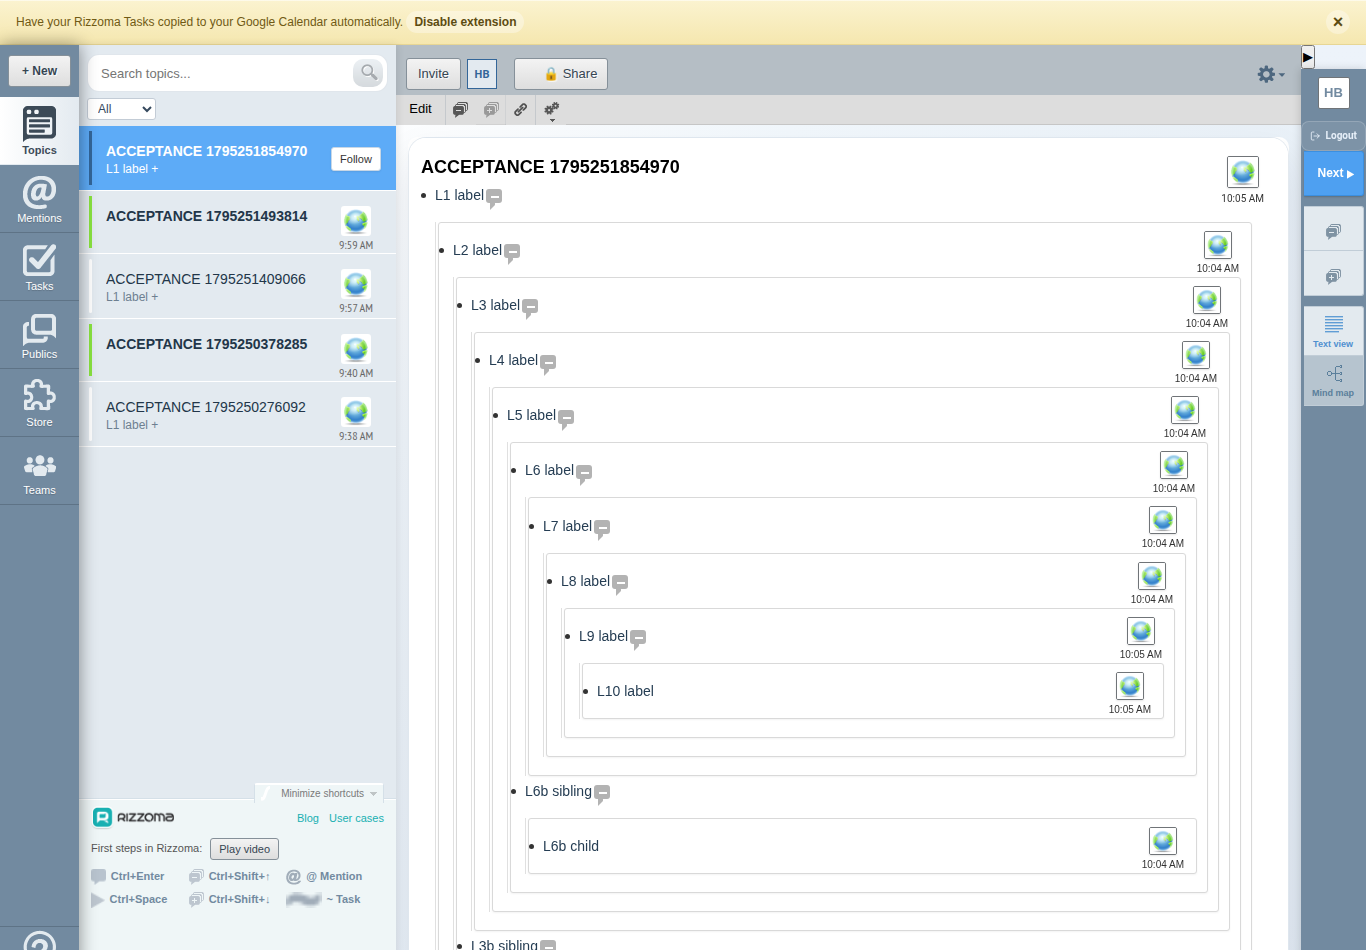 Have your Rizzoma Tasks copied to your Google Calendar automatically. Disable extension ×
+ New
Topics
Mentions
Tasks
Publics
Store
Teams
Search topics...
All
ACCEPTANCE 1795251854970
L1 label +
Follow
ACCEPTANCE 1795251493814
9:59 AM
ACCEPTANCE 1795251409066
L1 label +
9:57 AM
ACCEPTANCE 1795250378285
9:40 AM
ACCEPTANCE 1795250276092
L1 label +
9:38 AM
Minimize shortcuts
RIZZOMA
Blog User cases
First steps in Rizzoma: Play video
Ctrl+Enter Ctrl+Shift+↑ @ Mention
Ctrl+Space Ctrl+Shift+↓ ~ Task
Invite HB Share
Edit
ACCEPTANCE 1795251854970
L1 label
10:05 AM
L2 label
10:04 AM
L3 label
10:04 AM
L4 label
10:04 AM
L5 label
10:04 AM
L6 label
10:04 AM
L7 label
10:04 AM
L8 label
10:04 AM
L9 label
10:05 AM
L10 label
10:05 AM
L6b sibling
L6b child
10:04 AM
L3b sibling
HB
Logout
Next ▶
Text view
Mind map